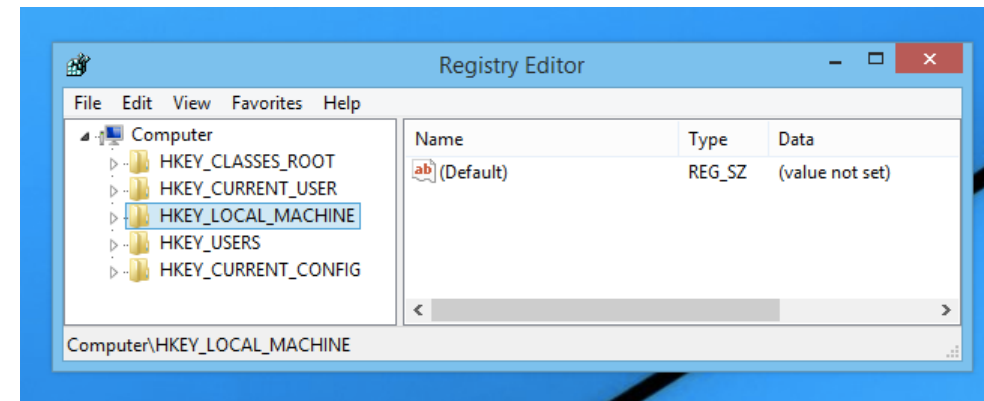 Registry Editor
File Edit View Favorites Help
Computer
HKEY_CLASSES_ROOT
HKEY_CURRENT_USER
HKEY_LOCAL_MACHINE
HKEY_USERS
HKEY_CURRENT_CONFIG
Name Type Data
ab (Default) REG_SZ (value not set)
Computer\HKEY_LOCAL_MACHINE